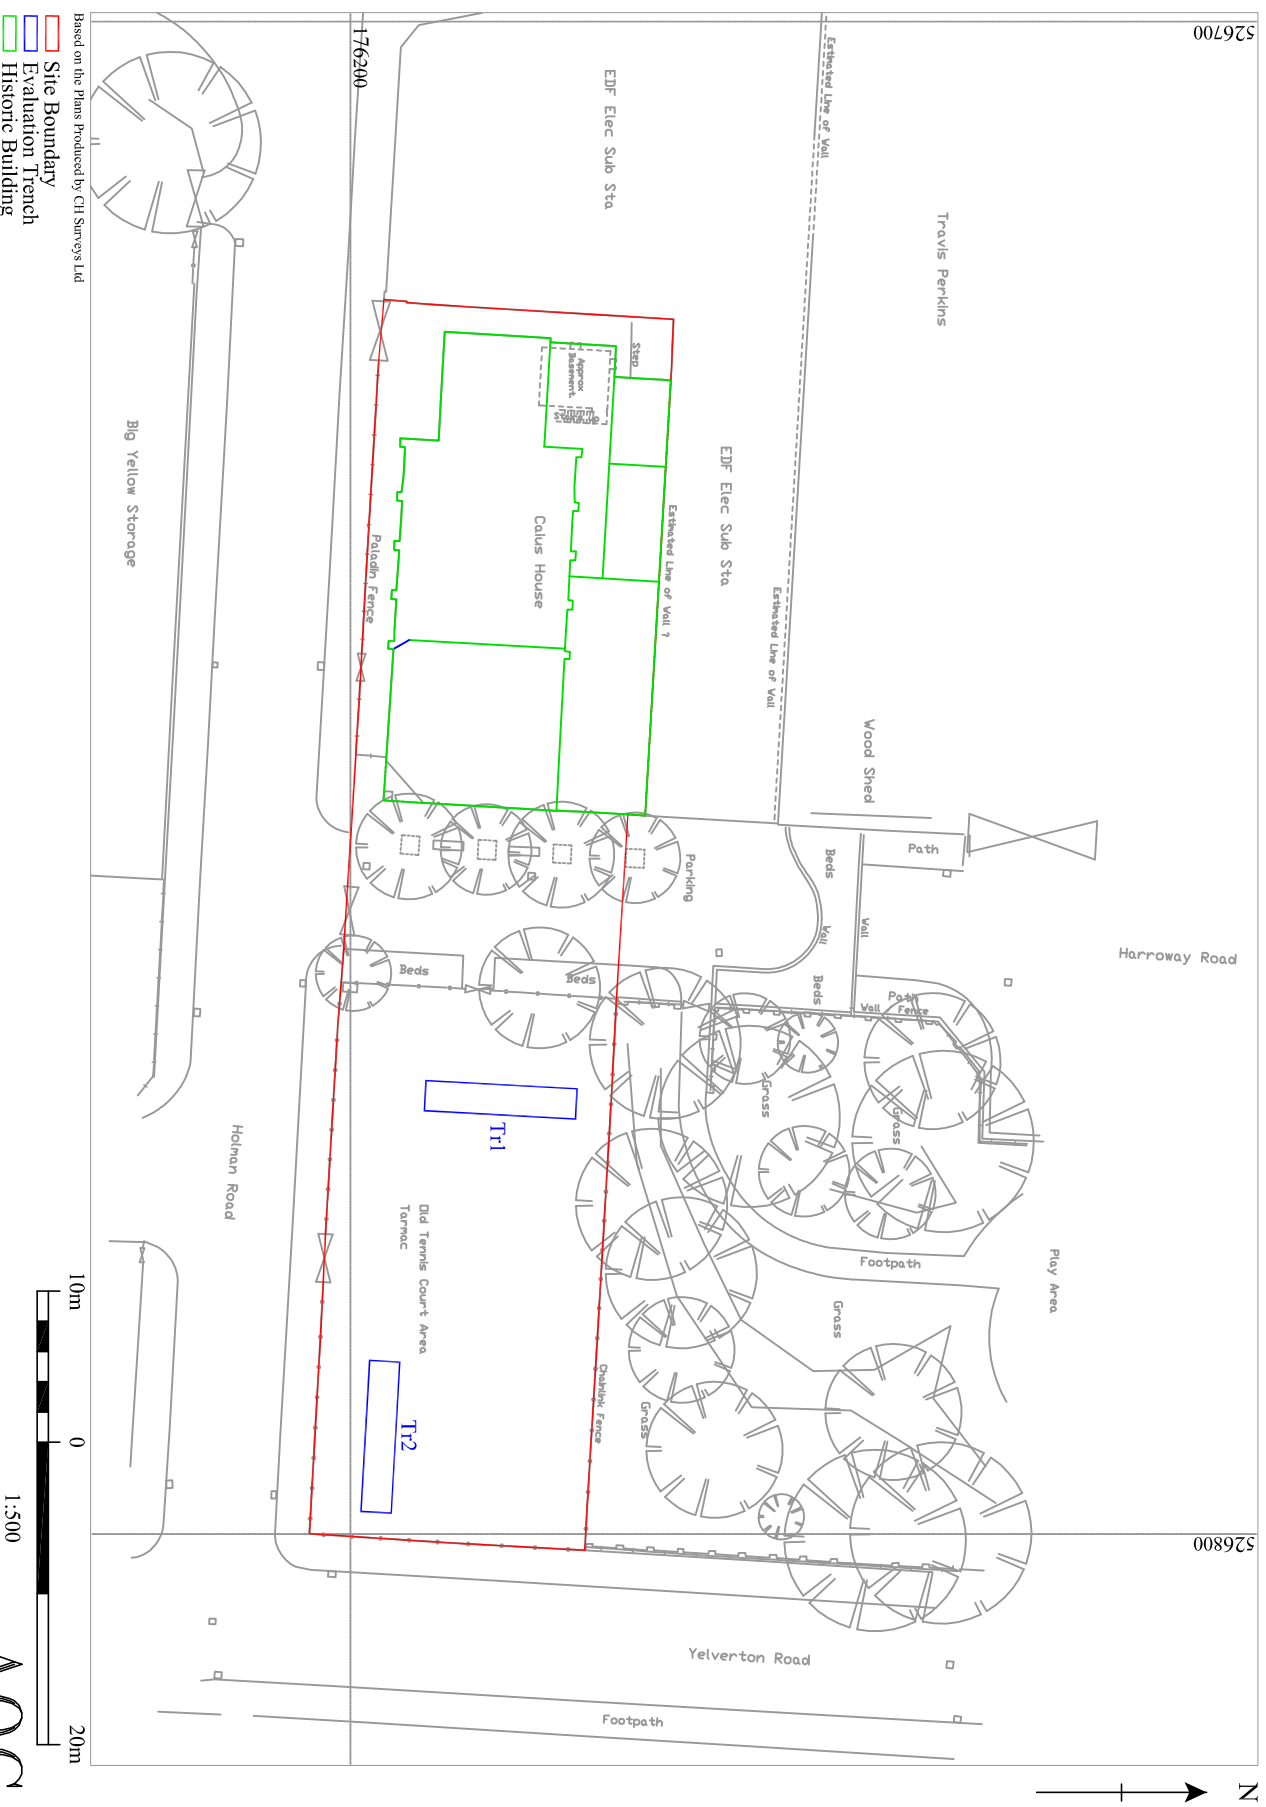 526700
176200
Estimated Line of Wall
EDF Elec Sub Sta
Travis Perkins
Based on the Plans Produced by CH Surveys Ltd
Site Boundary
Evaluation Trench
Historic Building
Step
Approx
Basement.
Big Yellow Storage
EDF Elec Sub Sta
Caius House
Estimated Line of Wall ?
Paladin Fence
Estimated Line of Wall
Wood Shed
Path
Beds
Parking
Wall
Wall
Harroway Road
Beds
Beds
Beds
Path
Wall
Fence
Grass
Grass
Tr1
Holman Road
Old Tennis Court Area
Tarmac
Footpath
Play Area
Grass
Chainlink Fence
Grass
Tr2
10m
0
20m
1:500
526800
Yelverton Road
Footpath
N
AOC